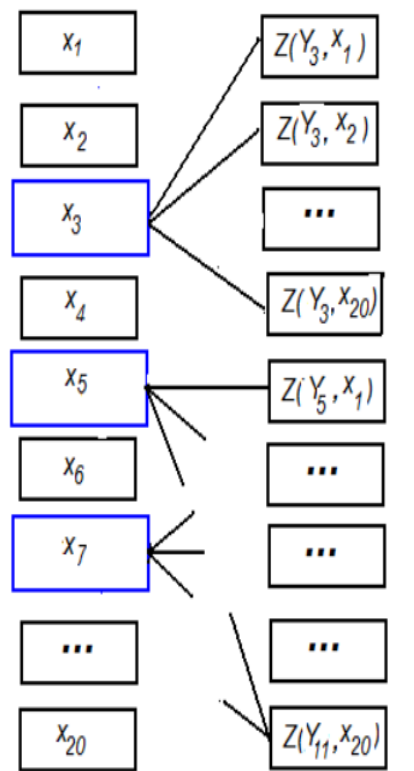 x₁
x₂
x₃
x₄
x₅
x₆
x₇
...
x₂₀
Z(Y₃,x₁)
Z(Y₃,x₂)
...
Z(Y₃,x₂₀)
Z(Y₅,x₁)
...
...
...
Z(Y₁₁,x₂₀)